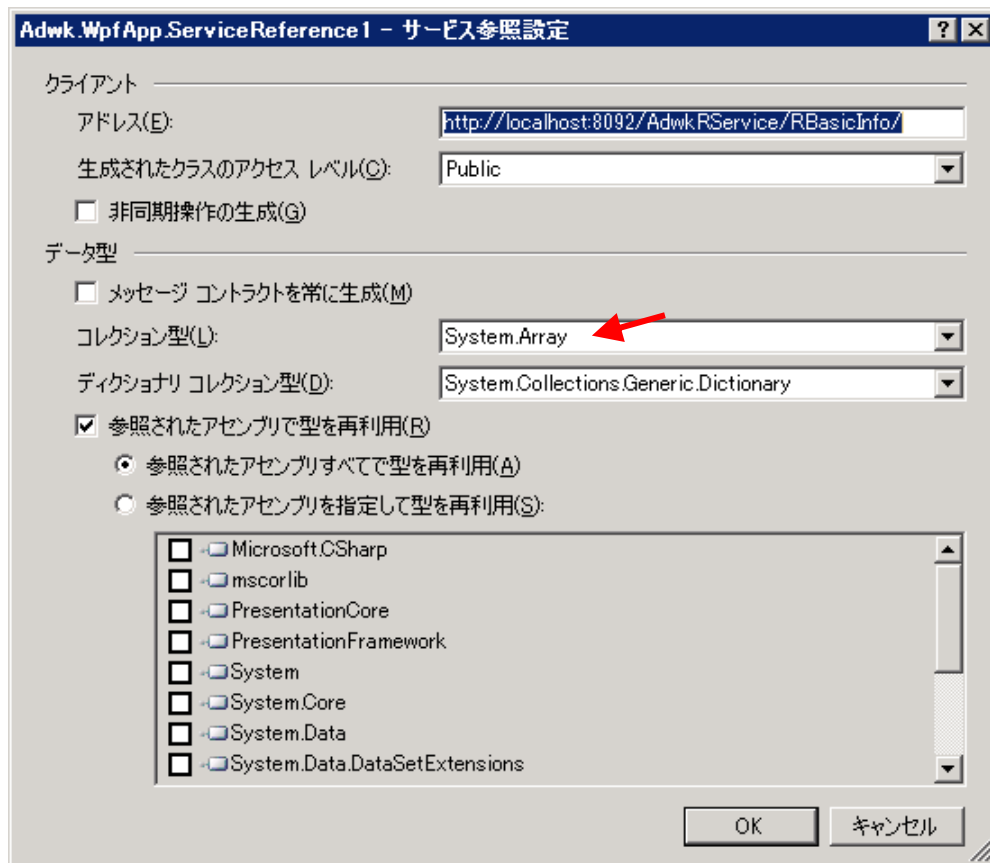 Adwk.WpfApp.ServiceReference1 - サービス参照設定
クライアント
アドレス(E): http://localhost:8092/AdwkRService/RBasicInfo/
生成されたクラスのアクセス レベル(C): Public
非同期操作の生成(G)
データ型
メッセージ コントラクトを常に生成(M)
コレクション型(L): System.Array
ディクショナリ コレクション型(D): System.Collections.Generic.Dictionary
参照されたアセンブリで型を再利用(R)
参照されたアセンブリすべてで型を再利用(A)
参照されたアセンブリを指定して型を再利用(S):
Microsoft.CSharp
mscorlib
PresentationCore
PresentationFramework
System
System.Core
System.Data
System.Data.DataSetExtensions
OK キャンセル